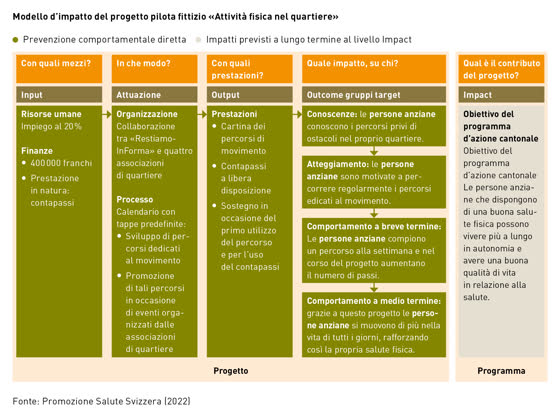 Modello d'impatto del progetto pilota fittizio «Attività fisica nel quartiere»
Prevenzione comportamentale diretta
Impatti previsti a lungo termine al livello Impact
Con quali mezzi?
Input
Risorse umane
Impiego al 20%
Finanze
• 400 000 franchi
• Prestazione
in natura:
contapassi
In che modo?
Attuazione
Organizzazione
Collaborazione
tra «Restiamo-
InForma» e quattro
associazioni
di quartiere
Processo
Calendario con
tappe predefinite:
• Sviluppo di per-
corsi dedicati
al movimento
• Promozione
di tali percorsi
in occasione
di eventi orga-
nizzati dalle
associazioni
di quartiere
Con quali
prestazioni?
Output
Prestazioni
• Cartina dei
percorsi di
movimento
• Contapassi
a libera
disposizione
• Sostegno in
occasione del
primo utilizzo
del percorso
e per l'uso
del contapassi
Quale impatto, su chi?
Outcome gruppi target
Conoscenze: le persone anziane
conoscono i percorsi privi di
ostacoli nel proprio quartiere.
Atteggiamento: le persone
anziane sono motivate a per-
correre regolarmente i percorsi
edicati al movimento.
Comportamento a breve termine:
Le persone anziane compiono
un percorso alla settimana e nel
corso del progetto aumentano
il numero di passi.
Comportamento a medio termine:
grazie a questo progetto le perso-
ne anziane si muovono di più nella
vita di tutti i giorni, rafforzando
così la propria salute fisica.
Progetto
Qual è il contributo
del progetto?
Impact
Obiettivo del
programma
d'azione cantonale
Obiettivo del
programma
d'azione cantonale
Le persone anzia-
ne che dispongono
di una buona salu-
te fisica possono
vivere più a lungo
in autonomia e
avere una buona
qualità di vita
in relazione alla
salute.
Programma
Fonte: Promozione Salute Svizzera (2022)